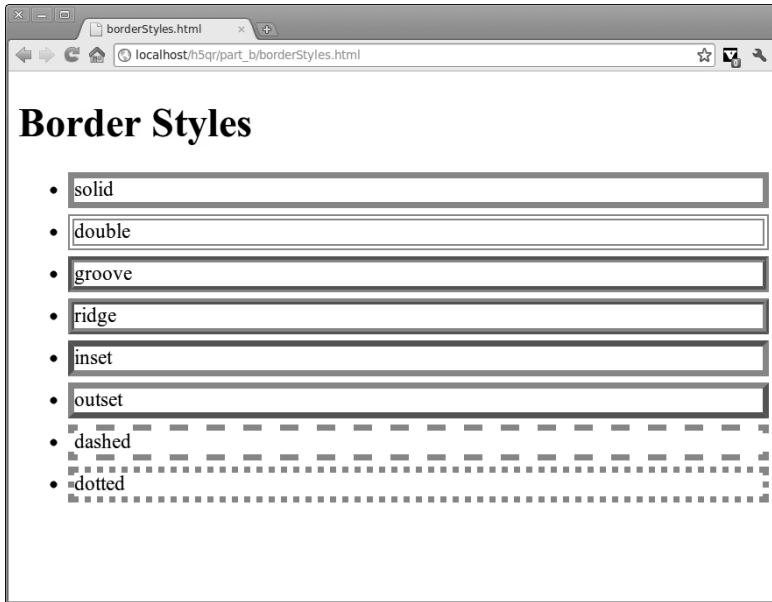 borderStyles.html
localhost/h5qr/part_b/borderStyles.html
Border Styles
solid
double
groove
ridge
inset
outset
dashed
dotted